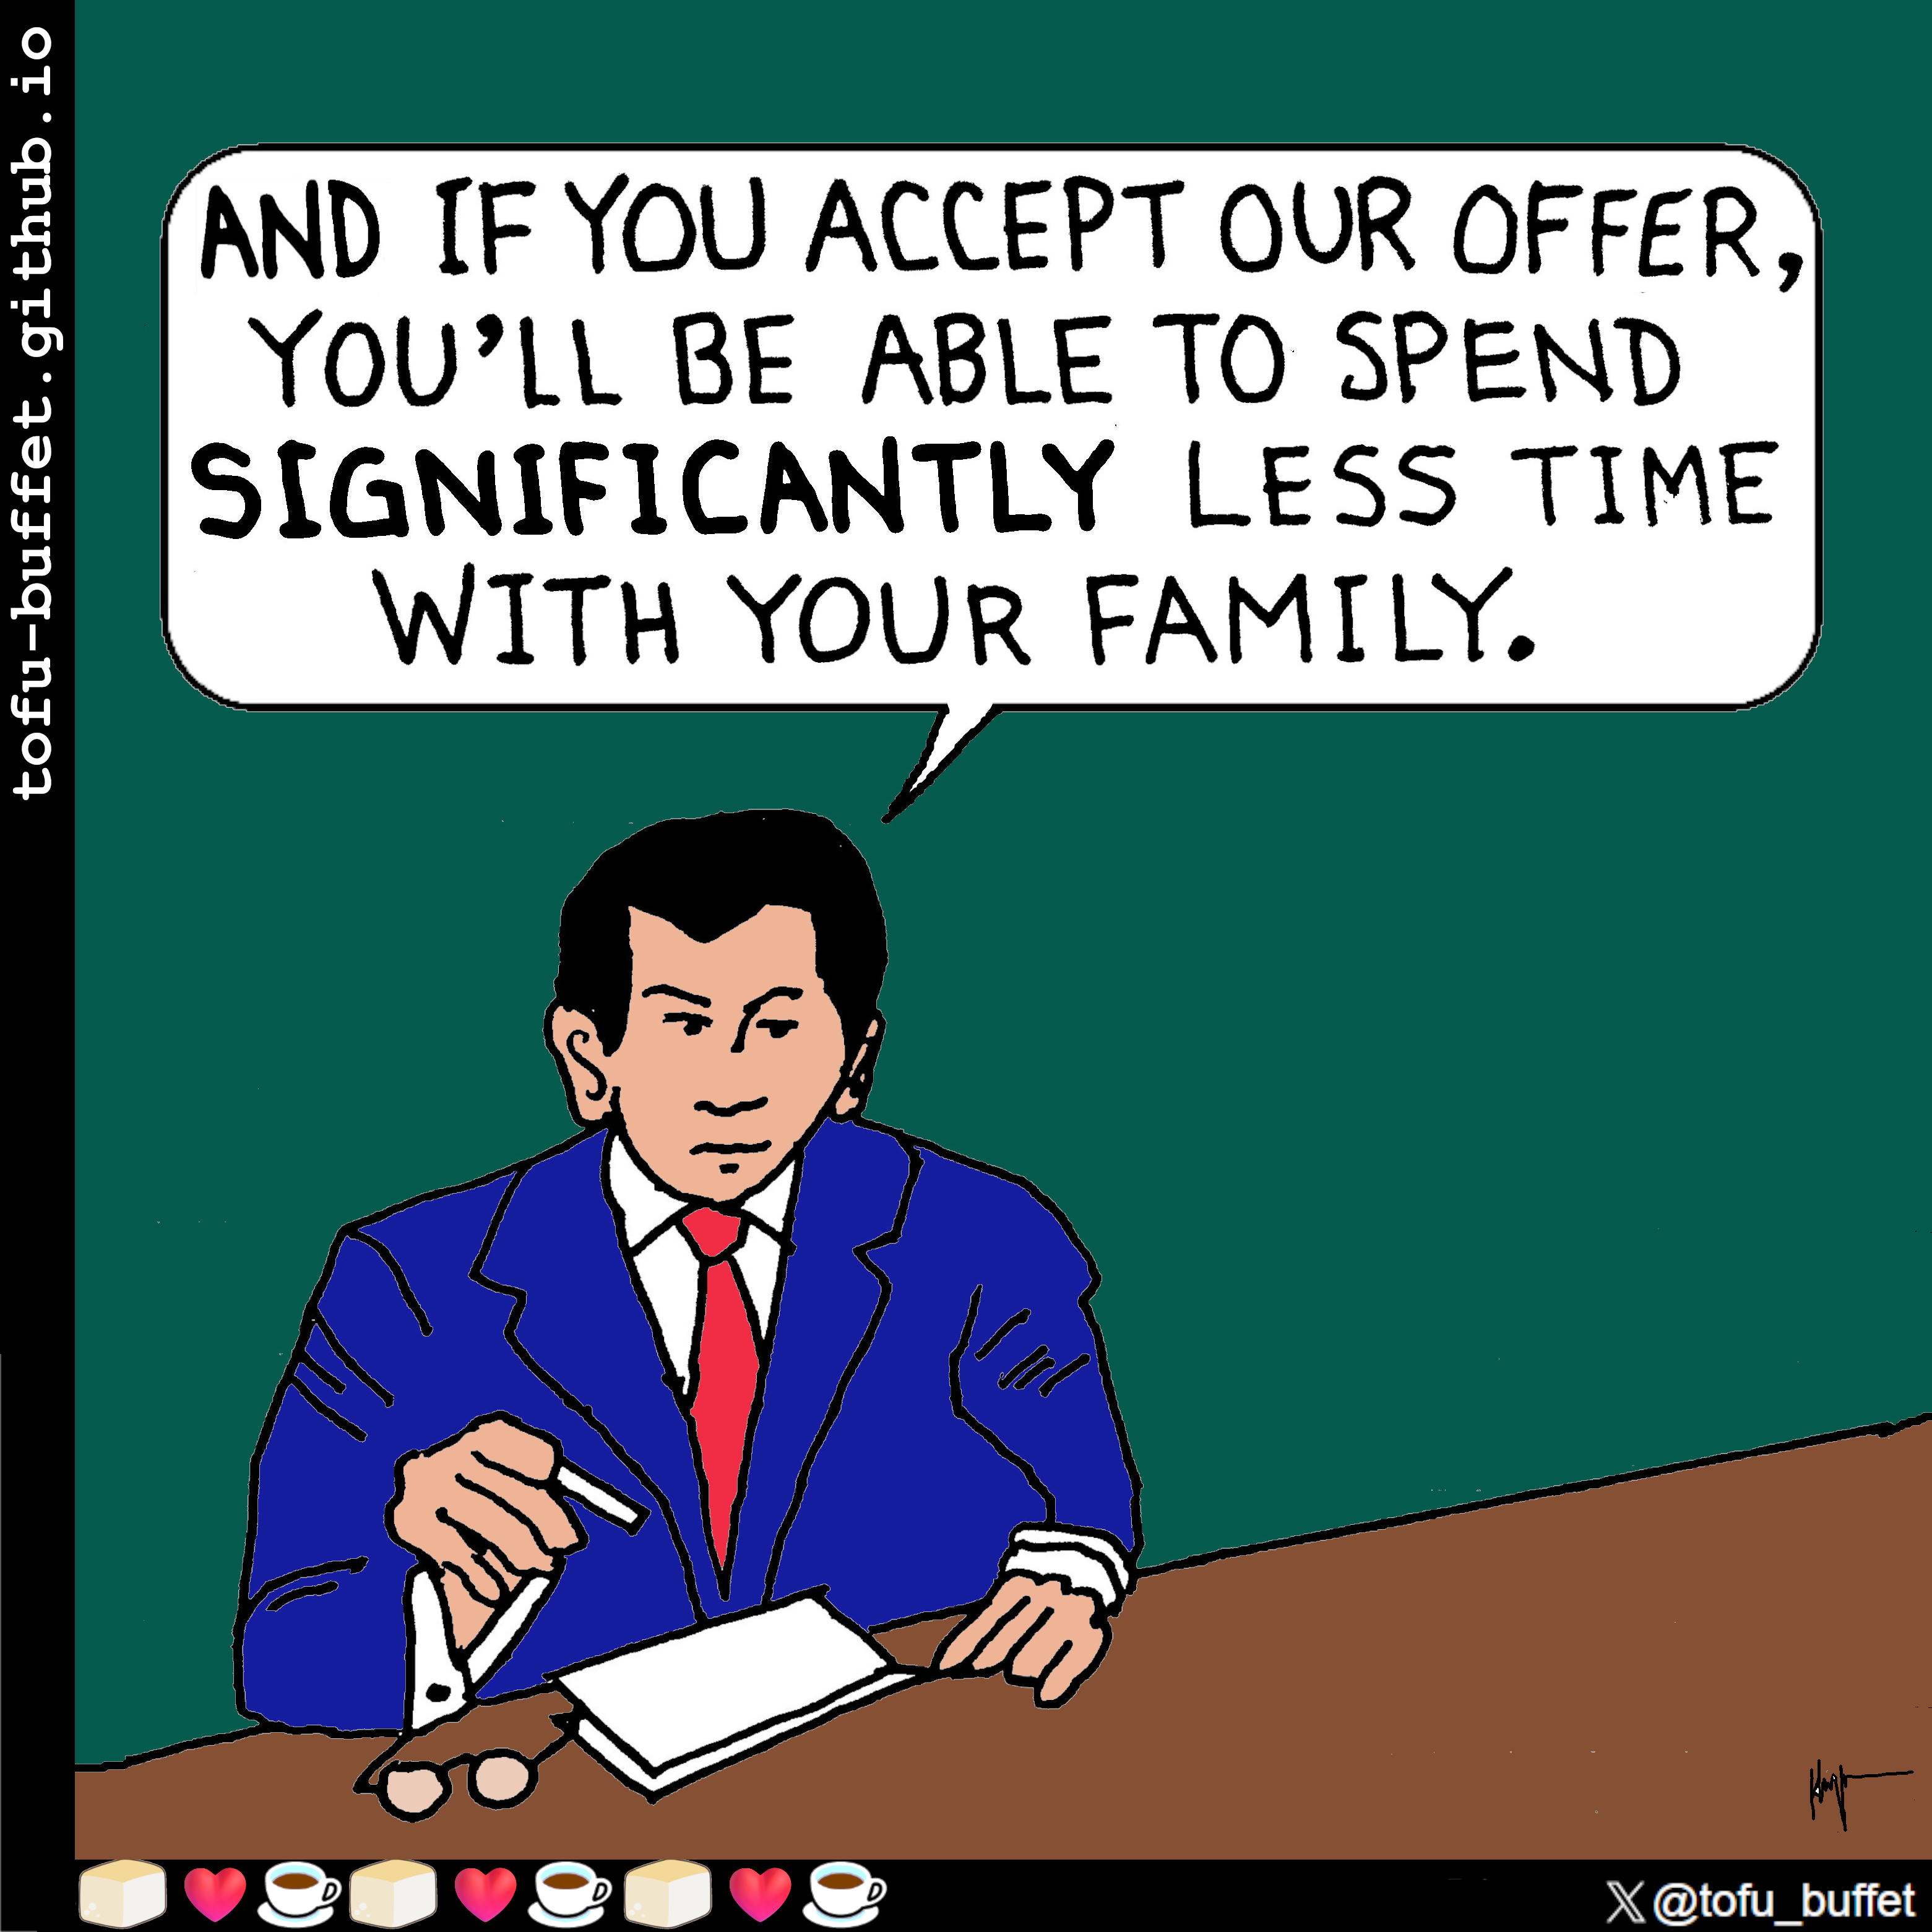 tofu-buffet.github.io
AND IF YOU ACCEPT OUR OFFER,
YOU'LL BE ABLE TO SPEND
SIGNIFICANTLY LESS TIME
WITH YOUR FAMILY.
𝕏 @tofu_buffet